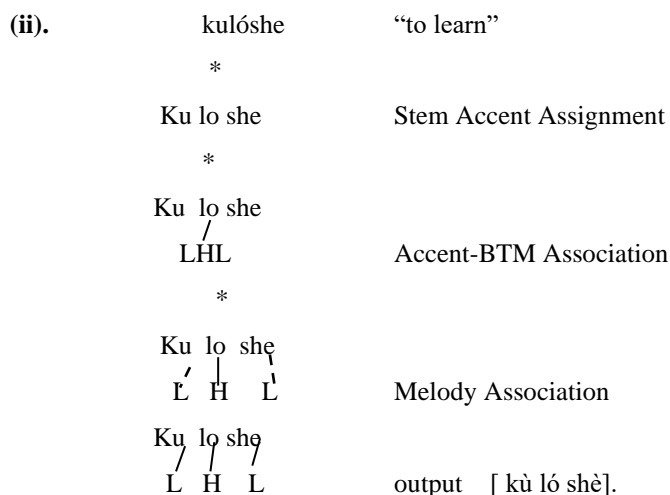 (ii). kulóshe “to learn”
*
Ku lo she Stem Accent Assignment
*
Ku lo she
LHL Accent-BTM Association
*
Ku lo she
L H L Melody Association
Ku lo she
L H L output [ kù ló shè].